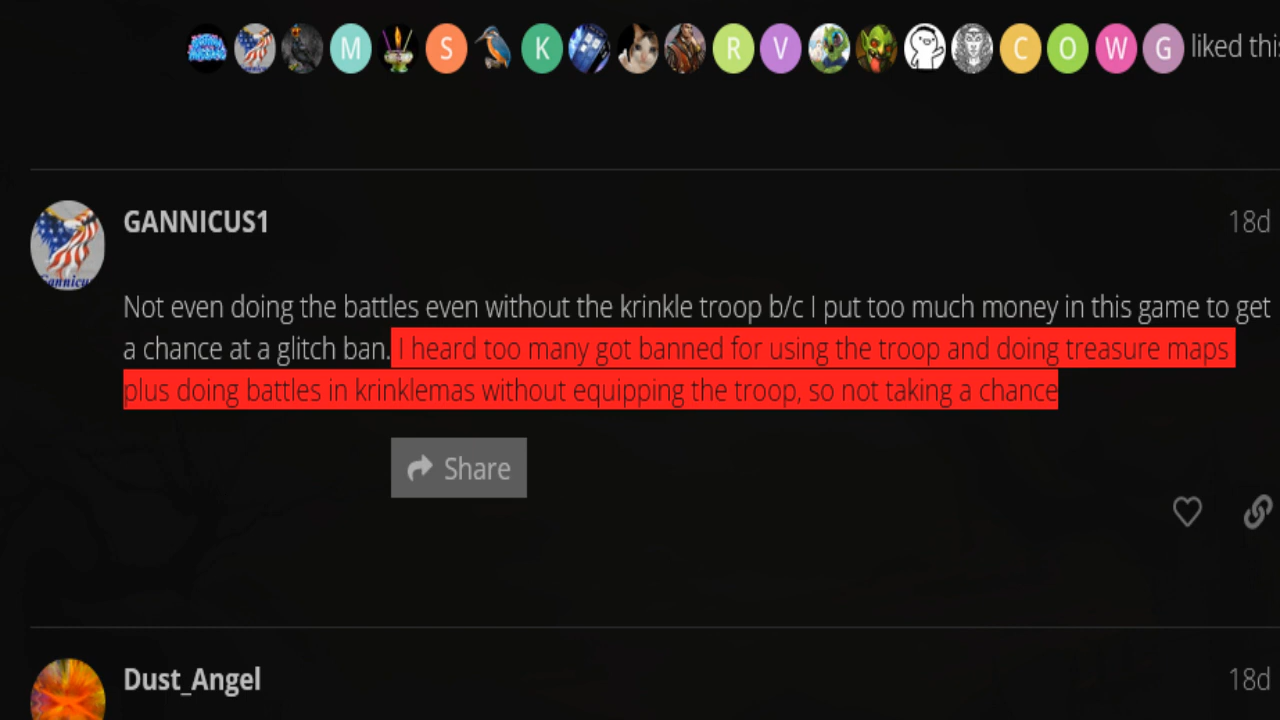 M S K R V C O W G liked this
GANNICUS1 18d
Not even doing the battles even without the krinkle troop b/c I put too much money in this game to get
a chance at a glitch ban. I heard too many got banned for using the troop and doing treasure maps
plus doing battles in krinklemas without equipping the troop, so not taking a chance
Share
Dust_Angel 18d